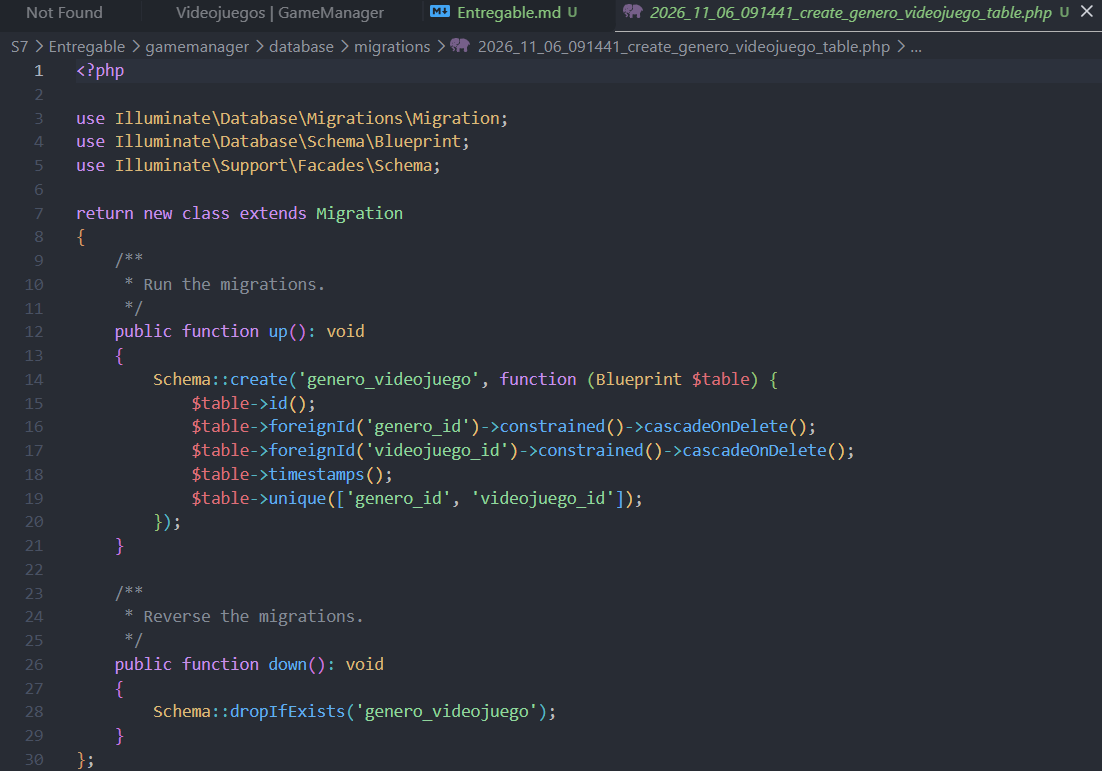 Not Found Videojuegos | GameManager Entregable.md U 2026_11_06_091441_create_genero_videojuego_table.php U
S7 > Entregable > gamemanager > database > migrations > 2026_11_06_091441_create_genero_videojuego_table.php > ...
1 <?php
2
3 use Illuminate\Database\Migrations\Migration;
4 use Illuminate\Database\Schema\Blueprint;
5 use Illuminate\Support\Facades\Schema;
6
7 return new class extends Migration
8 {
9     /**
10      * Run the migrations.
11      */
12     public function up(): void
13     {
14         Schema::create('genero_videojuego', function (Blueprint $table) {
15             $table->id();
16             $table->foreignId('genero_id')->constrained()->cascadeOnDelete();
17             $table->foreignId('videojuego_id')->constrained()->cascadeOnDelete();
18             $table->timestamps();
19             $table->unique(['genero_id', 'videojuego_id']);
20         });
21     }
22
23     /**
24      * Reverse the migrations.
25      */
26     public function down(): void
27     {
28         Schema::dropIfExists('genero_videojuego');
29     }
30 };